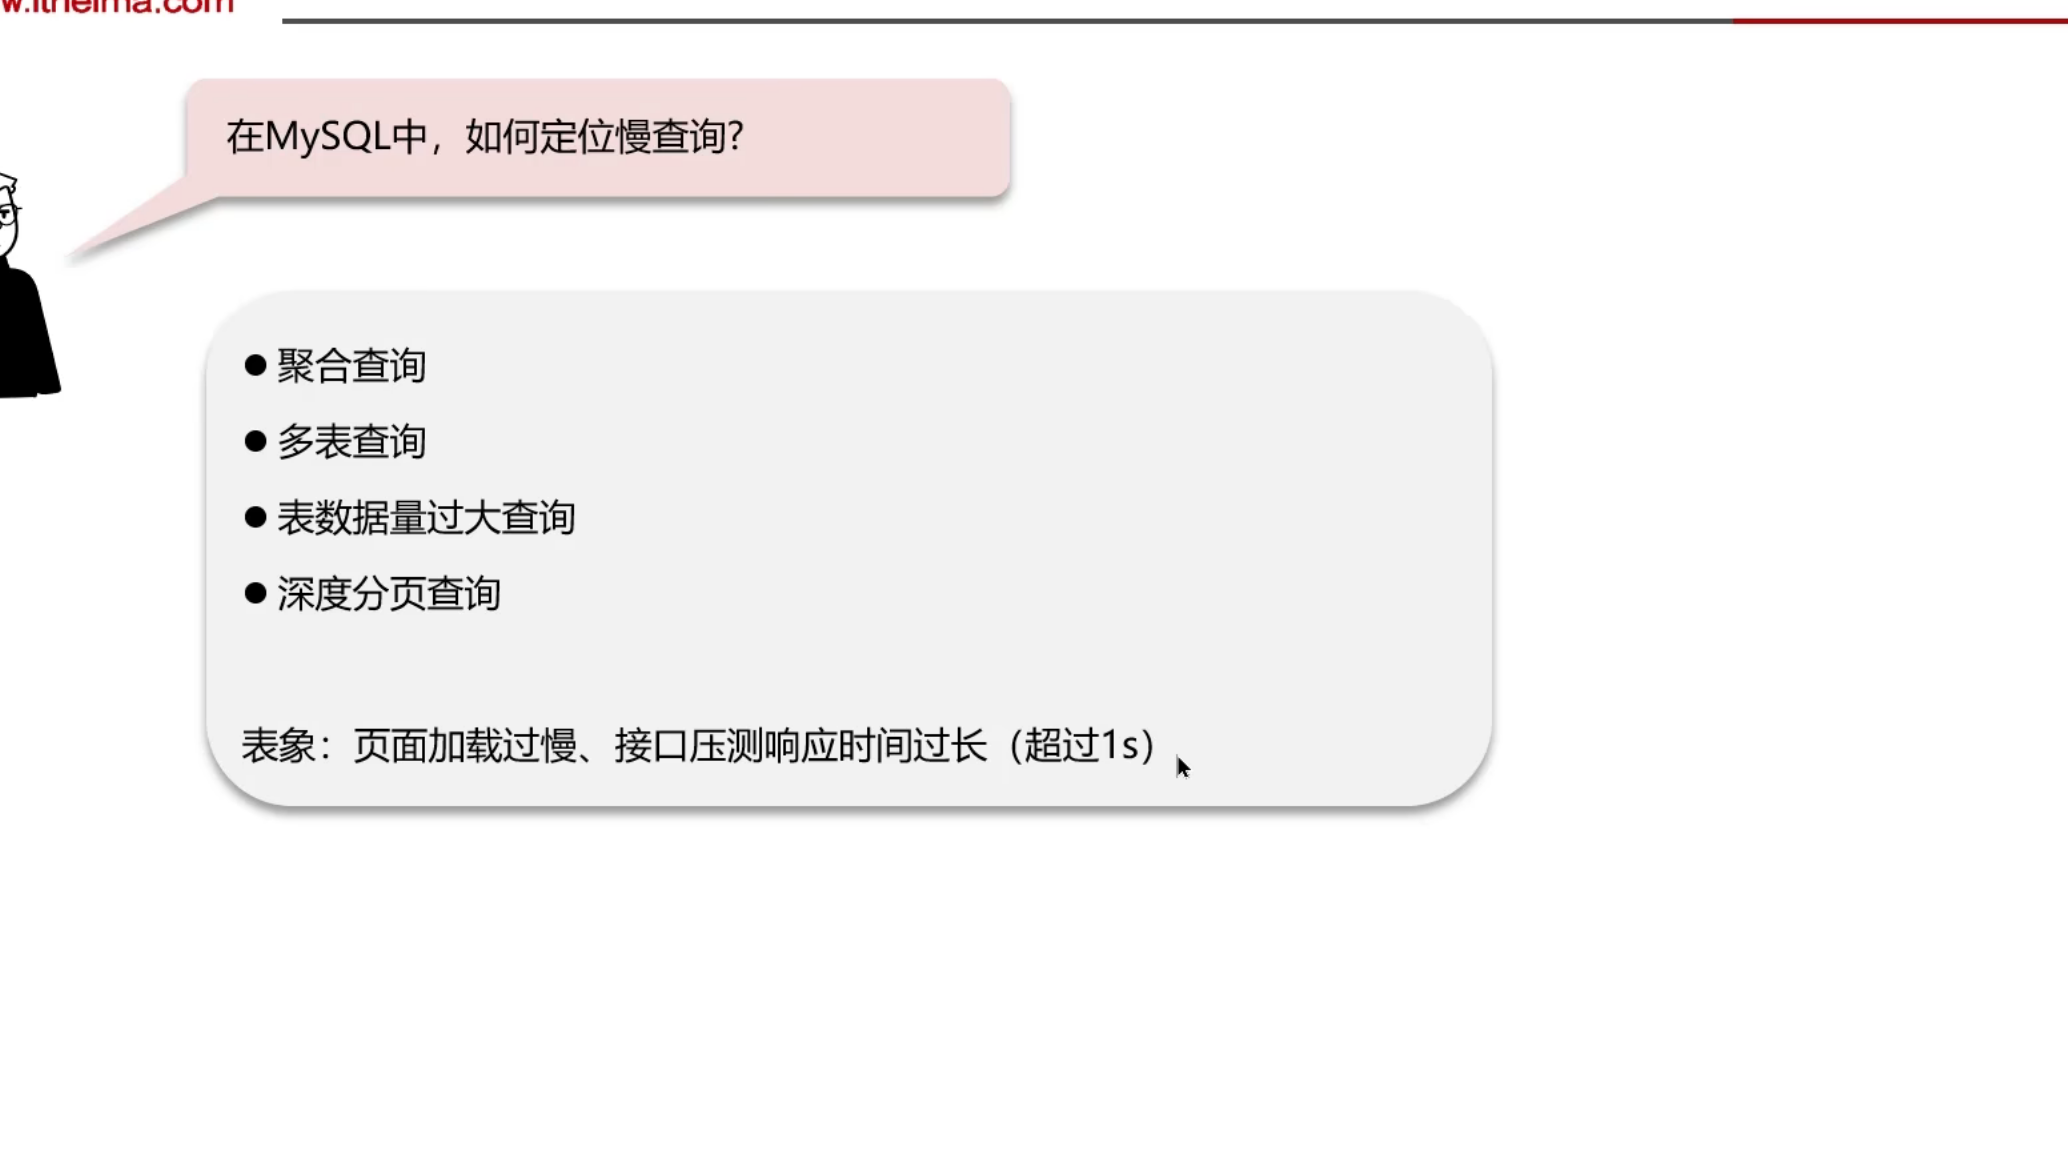 在MySQL中，如何定位慢查询?
● 聚合查询
● 多表查询
● 表数据量过大查询
● 深度分页查询
表象：页面加载过慢、接口压测响应时间过长（超过1s）